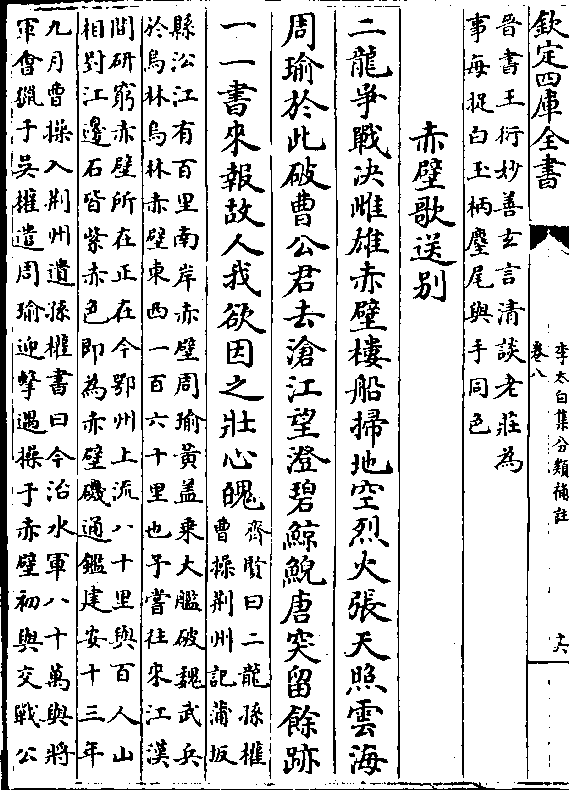 欽定四庫全書
李太白集分類補註
卷八
十六
晉書王衍妙善玄言清談老莊為
事每捉白玉柄麈尾與手同色
赤壁歌送别
二龍爭戰決雌雄赤壁樓船掃地空烈火張天照雲海
周瑜於此破曹公君去滄江望澄碧鯨鯢唐突留餘跡
一一書來報故人我欲因之壯心魄
齊賢曰二龍孫權
曹操荆州記蒲坂
縣沿江有百里南岸赤壁周瑜黃盖乗大艦破魏武兵
於烏林烏林赤壁東西一百六十里也予嘗往來江漢
間研窮赤壁所在正在今鄂州上流八十里與百人山
相對江邊石皆紫赤色即為赤壁磯通鑑建安十三年
九月曹操入荆州遺孫權書曰今治水軍八十萬與將
軍會獵于吳權遣周瑜迎擊遇操于赤壁初與交戰公